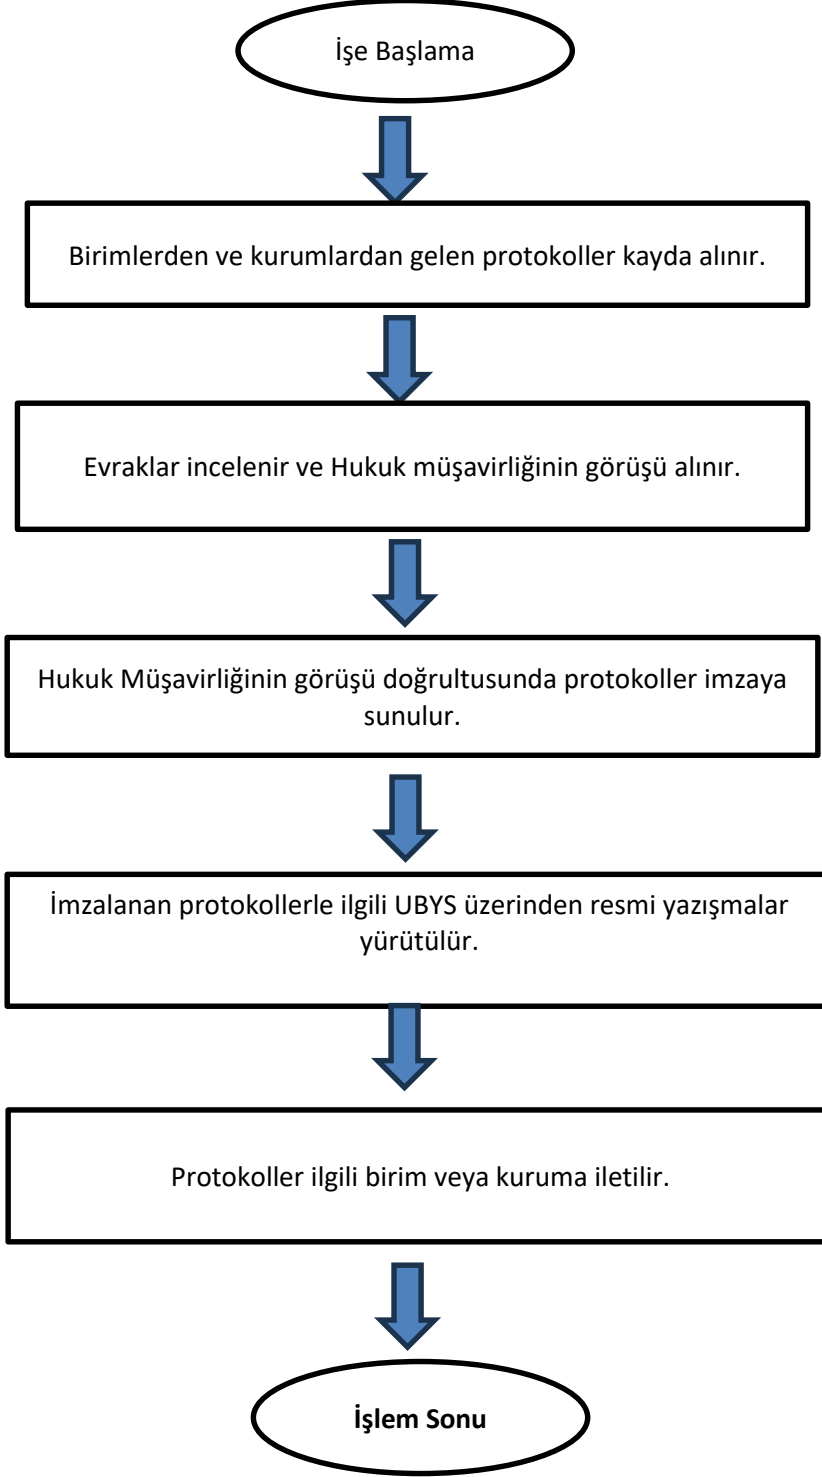 İşe Başlama
Birimlerden ve kurumlardan gelen protokoller kayda alınır.
Evraklar incelenir ve Hukuk müşavirliğinin görüşü alınır.
Hukuk Müşavirliğinin görüşü doğrultusunda protokoller imzaya
sunulur.
İmzalanan protokollerle ilgili UBYS üzerinden resmi yazışmalar
yürütülür.
Protokoller ilgili birim veya kuruma iletilir.
İşlem Sonu